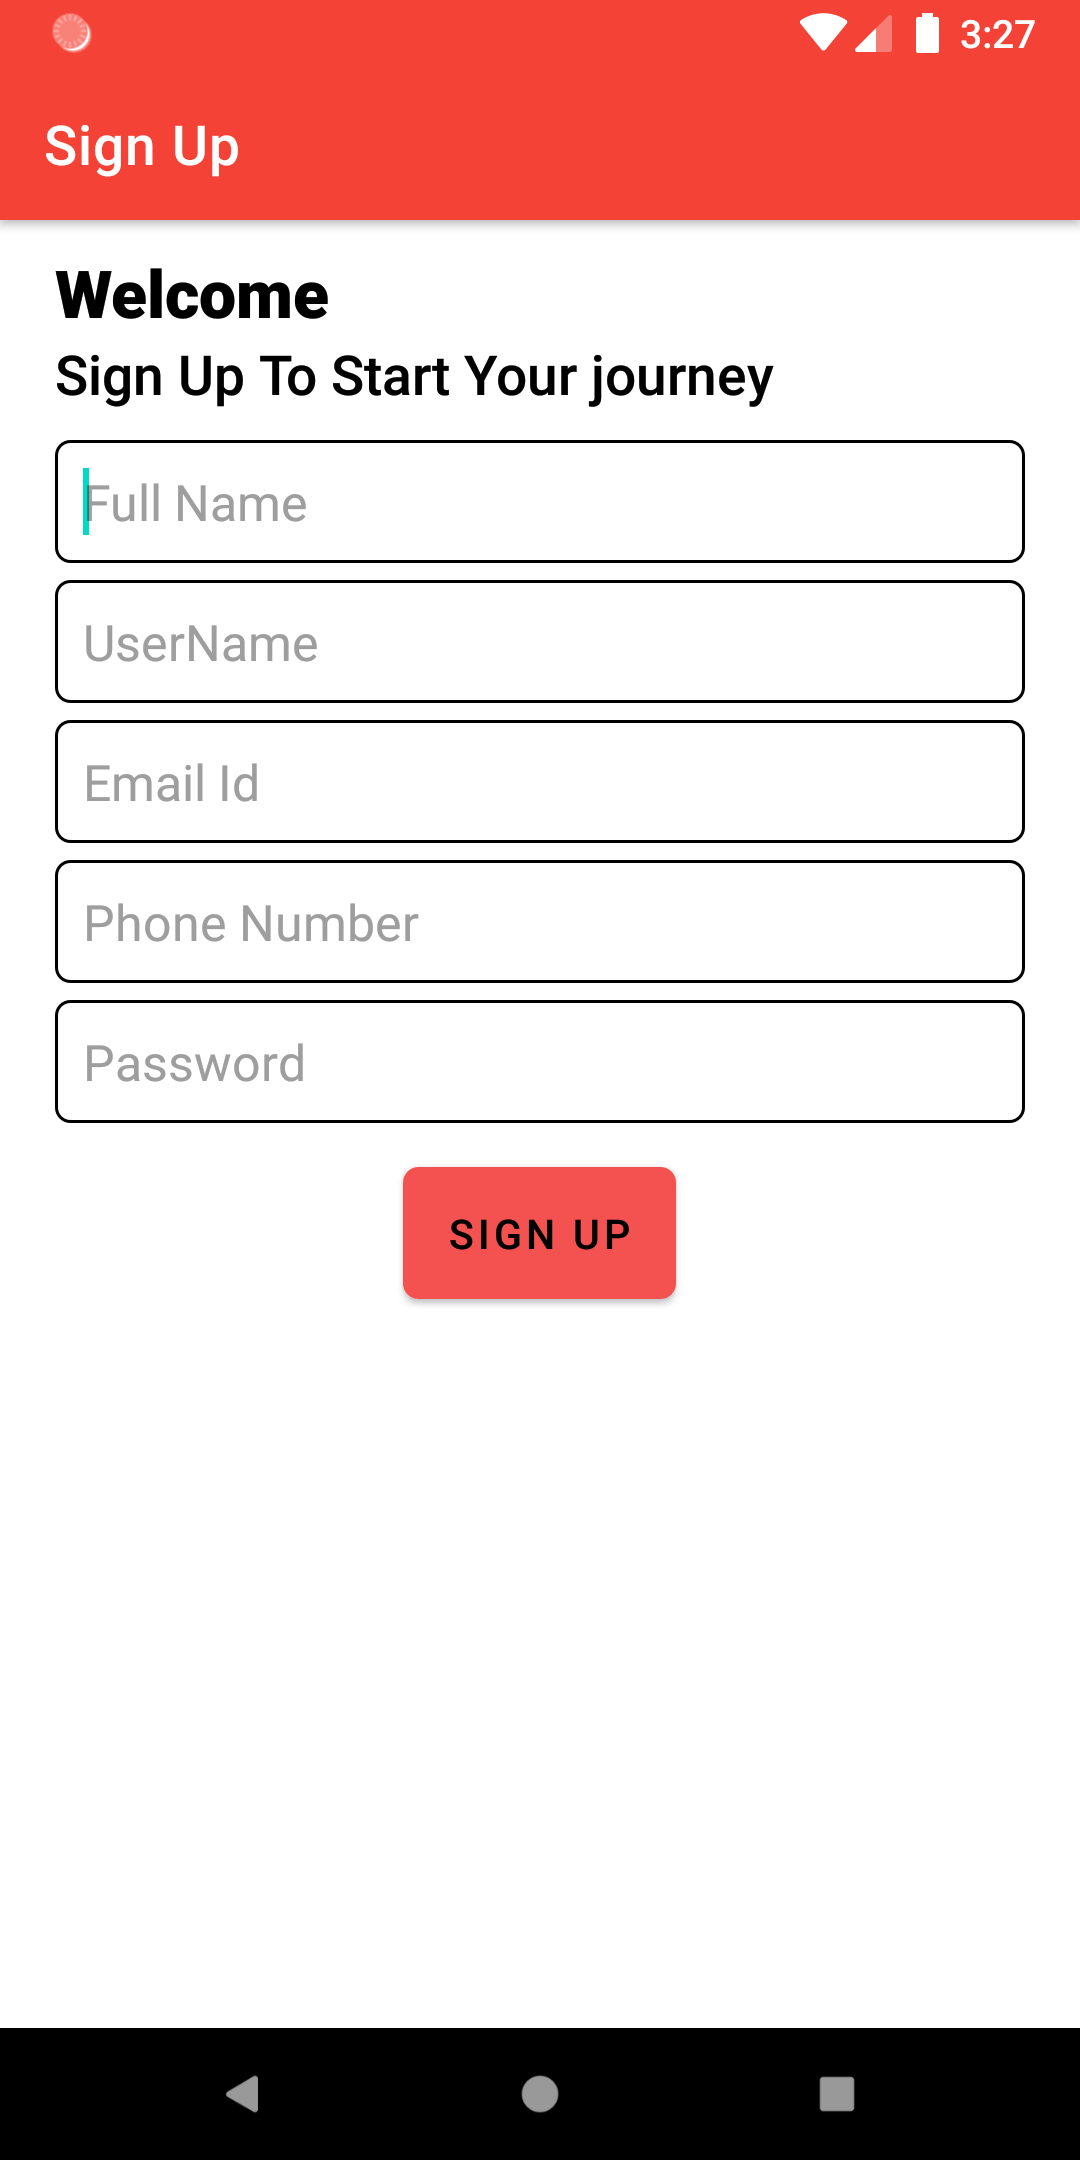 3:27
Sign Up
Welcome
Sign Up To Start Your journey
Full Name
UserName
Email Id
Phone Number
Password
SIGN UP